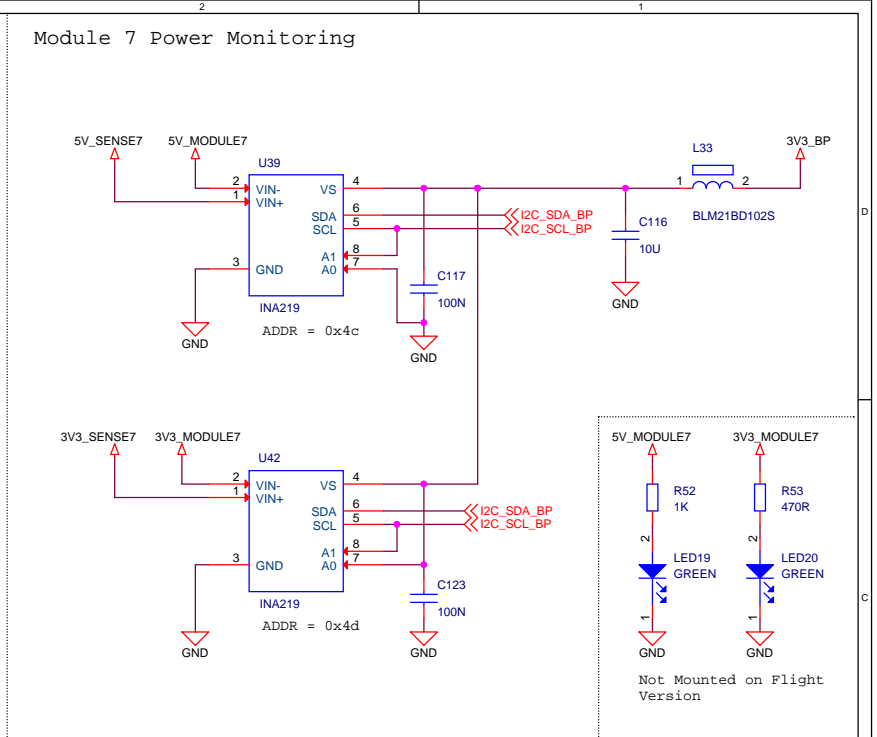 2
1
Module 7 Power Monitoring
5V_SENSE7
5V_MODULE7
L33
3V3_BP
U39
2
VIN-
VS
4
1
VIN+
1
2
SDA
6
I2C_SDA_BP
SCL
5
I2C_SCL_BP
BLM21BD102S
D
C116
10U
A1
8
A0
7
3
GND
C117
100N
INA219
GND
ADDR = 0x4c
GND
GND
3V3_SENSE7
3V3_MODULE7
U42
2
VIN-
VS
4
1
VIN+
SDA
6
I2C_SDA_BP
SCL
5
I2C_SCL_BP
A1
8
A0
7
3
GND
C123
100N
INA219
ADDR = 0x4d
GND
GND
5V_MODULE7
3V3_MODULE7
R52
1K
R53
470R
2
2
LED19
GREEN
LED20
GREEN
C
1
1
GND
GND
Not Mounted on Flight
Version